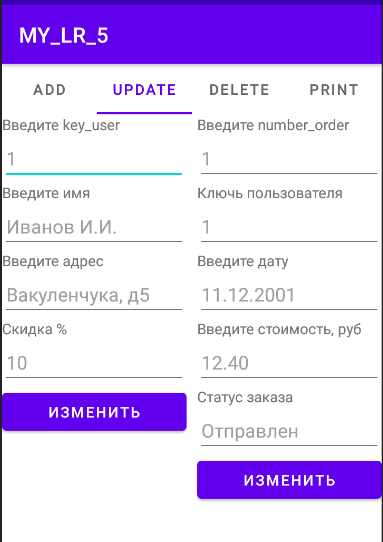 MY_LR_5
ADD UPDATE DELETE PRINT
Введите key_user
1
Введите имя
Иванов И.И.
Введите адрес
Вакуленчука, д5
Скидка %
10
ИЗМЕНИТЬ
Введите number_order
1
Ключь пользователя
1
Введите дату
11.12.2001
Введите стоимость, руб
12.40
Статус заказа
Отправлен
ИЗМЕНИТЬ